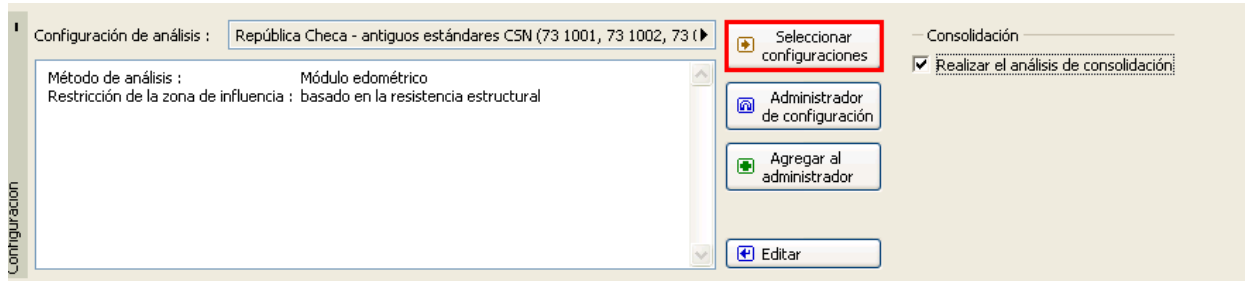 Configuración de análisis :
República Checa - antiguos estándares CSN (73 1001, 73 1002, 73
Método de análisis : Módulo edométrico
Restricción de la zona de influencia : basado en la resistencia estructural
Seleccionar
configuraciones
Administrador
de configuración
Agregar al
administrador
Editar
Consolidación
Realizar el análisis de consolidación
Configuración